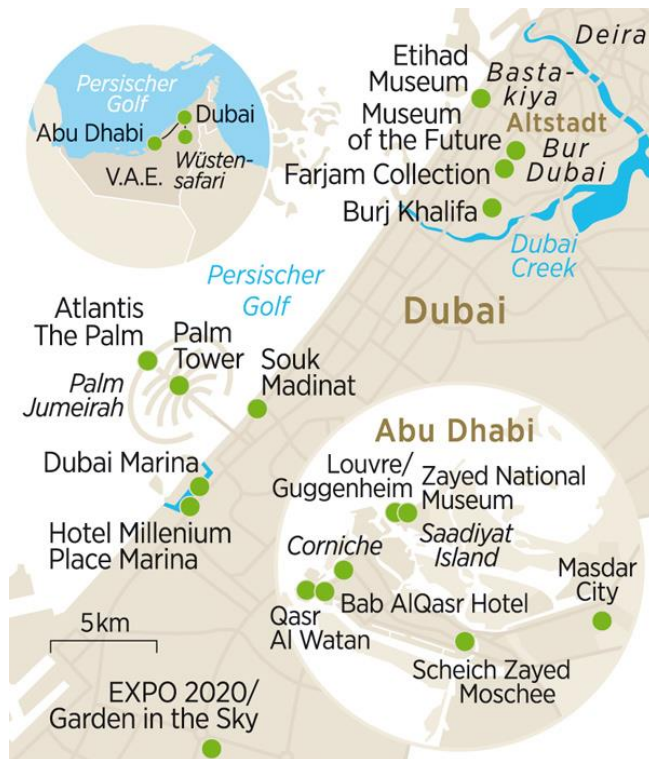 Persischer
Golf
Dubai
Abu Dhabi
Wüsten-
safari
V.A.E.
Deira
Etihad
Museum
Basta-
kiya
Altstadt
Museum
of the Future
Bur
Dubai
Farjam Collection
Burj Khalifa
Dubai
Creek
Persischer
Golf
Dubai
Atlantis
The Palm
Palm
Tower
Palm
Jumeirah
Souk
Madinat
Dubai Marina
Hotel Millenium
Place Marina
5 km
EXPO 2020/
Garden in the Sky
Abu Dhabi
Louvre/
Guggenheim
Zayed National
Museum
Saadiyat
Island
Corniche
Masdar
City
Qasr
Al Watan
Bab AlQasr Hotel
Scheich Zayed
Moschee